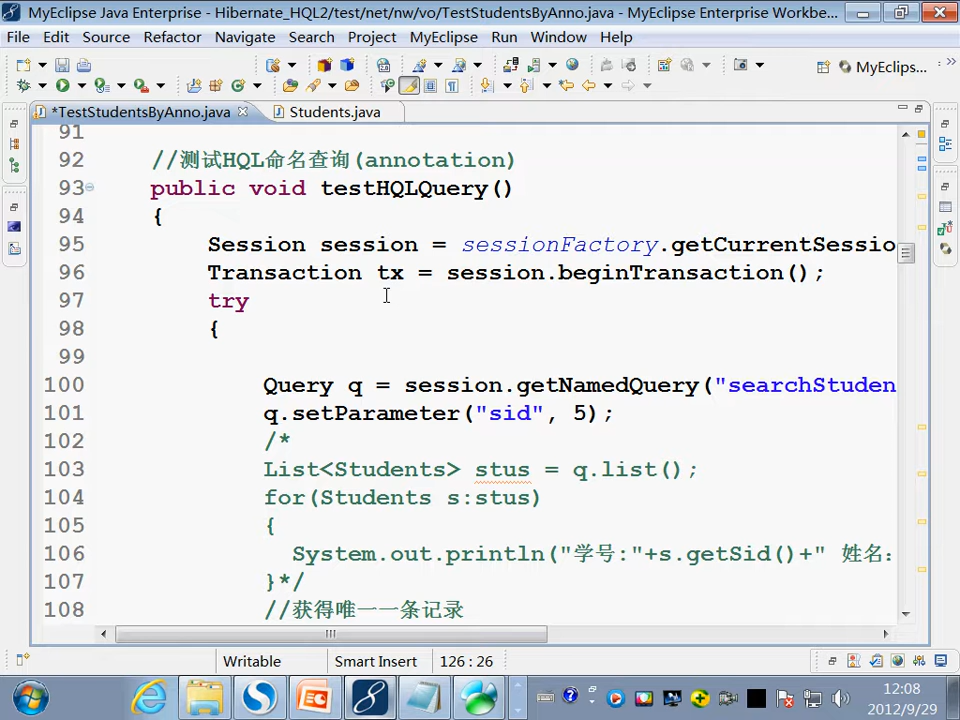 MyEclipse Java Enterprise - Hibernate_HQL2/test/net/nw/vo/TestStudentsByAnno.java - MyEclipse Enterprise Workbe...
File Edit Source Refactor Navigate Search Project MyEclipse Run Window Help
MyEclips...
*TestStudentsByAnno.java Students.java
91
92 //测试HQL命名查询(annotation)
93 public void testHQLQuery()
94 {
95 Session session = sessionFactory.getCurrentSessio
96 Transaction tx = session.beginTransaction();
97 try
98 {
99
100 Query q = session.getNamedQuery("searchStuden
101 q.setParameter("sid", 5);
102 /*
103 List<Students> stus = q.list();
104 for(Students s:stus)
105 {
106 System.out.println("学号:"+s.getSid()+" 姓名:
107 }*/
108 //获得唯一一条记录
Writable Smart Insert 126 : 26
12:08
2012/9/29